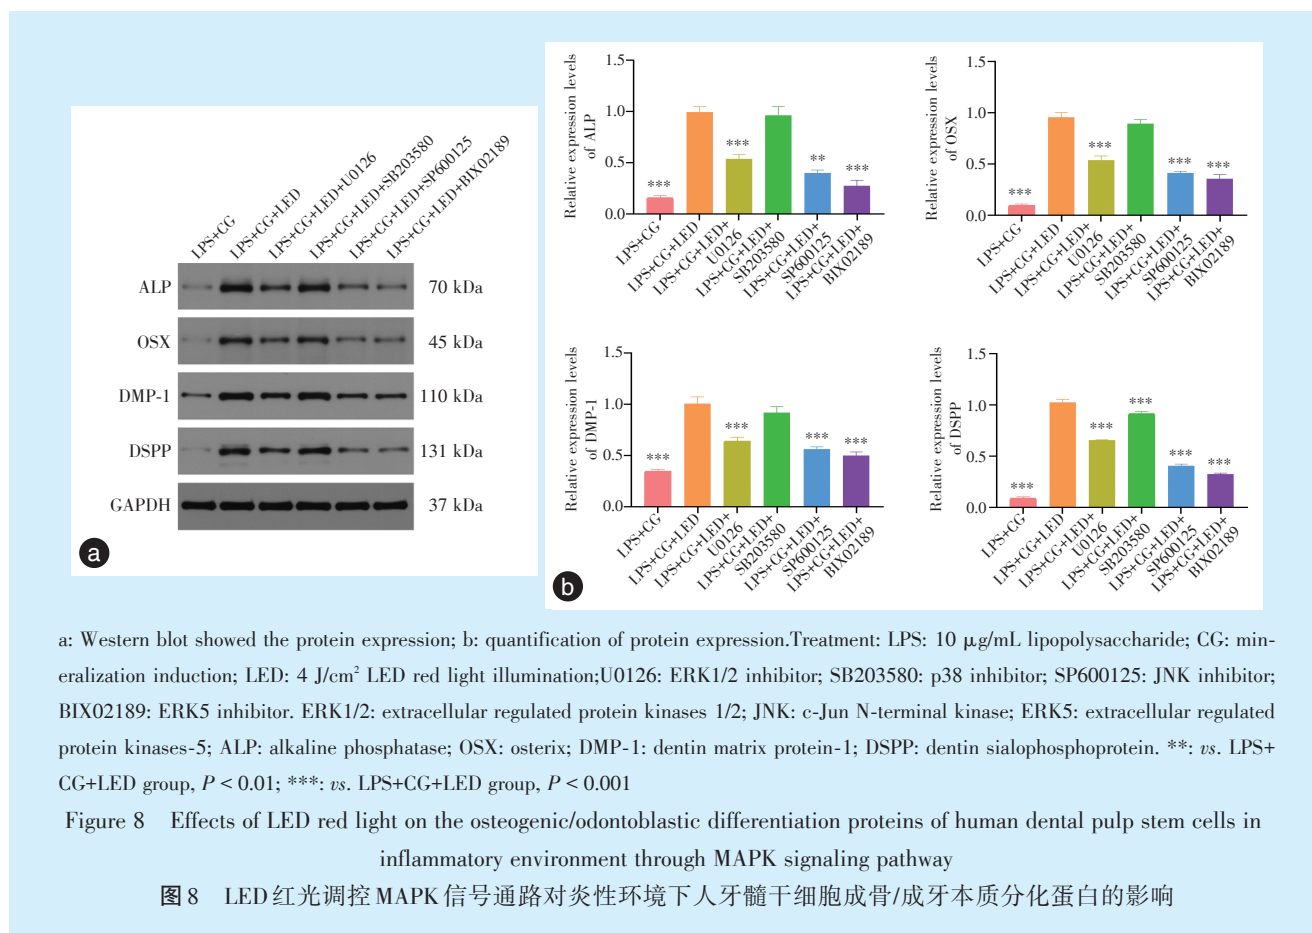 LPS+CG
LPS+CG+LED
LPS+CG+LED+U0126
LPS+CG+LED+SB203580
LPS+CG+LED+SP600125
LPS+CG+LED+BIX02189
ALP 70 kDa
OSX 45 kDa
DMP-1 110 kDa
DSPP 131 kDa
GAPDH 37 kDa
a
Relative expression levels
of ALP
1.5
1.0
0.5
0.0
***
***
**
***
LPS+CG
LPS+CG+LED
LPS+CG+LED+
U0126
LPS+CG+LED+
SB203580
LPS+CG+LED+
SP600125
LPS+CG+LED+
BIX02189
Relative expression levels
of OSX
1.5
1.0
0.5
0.0
***
***
***
***
LPS+CG
LPS+CG+LED
LPS+CG+LED+
U0126
LPS+CG+LED+
SB203580
LPS+CG+LED+
SP600125
LPS+CG+LED+
BIX02189
Relative expression levels
of DMP-1
1.5
1.0
0.5
0.0
***
***
***
***
LPS+CG
LPS+CG+LED
LPS+CG+LED+
U0126
LPS+CG+LED+
SB203580
LPS+CG+LED+
SP600125
LPS+CG+LED+
BIX02189
Relative expression levels
of DSPP
1.5
1.0
0.5
0.0
***
***
***
***
***
LPS+CG
LPS+CG+LED
LPS+CG+LED+
U0126
LPS+CG+LED+
SB203580
LPS+CG+LED+
SP600125
LPS+CG+LED+
BIX02189
b
a: Western blot showed the protein expression; b: quantification of protein expression.Treatment: LPS: 10 μg/mL lipopolysaccharide; CG: min-
eralization induction; LED: 4 J/cm² LED red light illumination;U0126: ERK1/2 inhibitor; SB203580: p38 inhibitor; SP600125: JNK inhibitor;
BIX02189: ERK5 inhibitor. ERK1/2: extracellular regulated protein kinases 1/2; JNK: c-Jun N-terminal kinase; ERK5: extracellular regulated
protein kinases-5; ALP: alkaline phosphatase; OSX: osterix; DMP-1: dentin matrix protein-1; DSPP: dentin sialophosphoprotein. **: vs. LPS+
CG+LED group, P < 0.01; ***: vs. LPS+CG+LED group, P < 0.001
Figure 8 Effects of LED red light on the osteogenic/odontoblastic differentiation proteins of human dental pulp stem cells in
inflammatory environment through MAPK signaling pathway
图8 LED红光调控MAPK信号通路对炎性环境下人牙髓干细胞成骨/成牙本质分化蛋白的影响